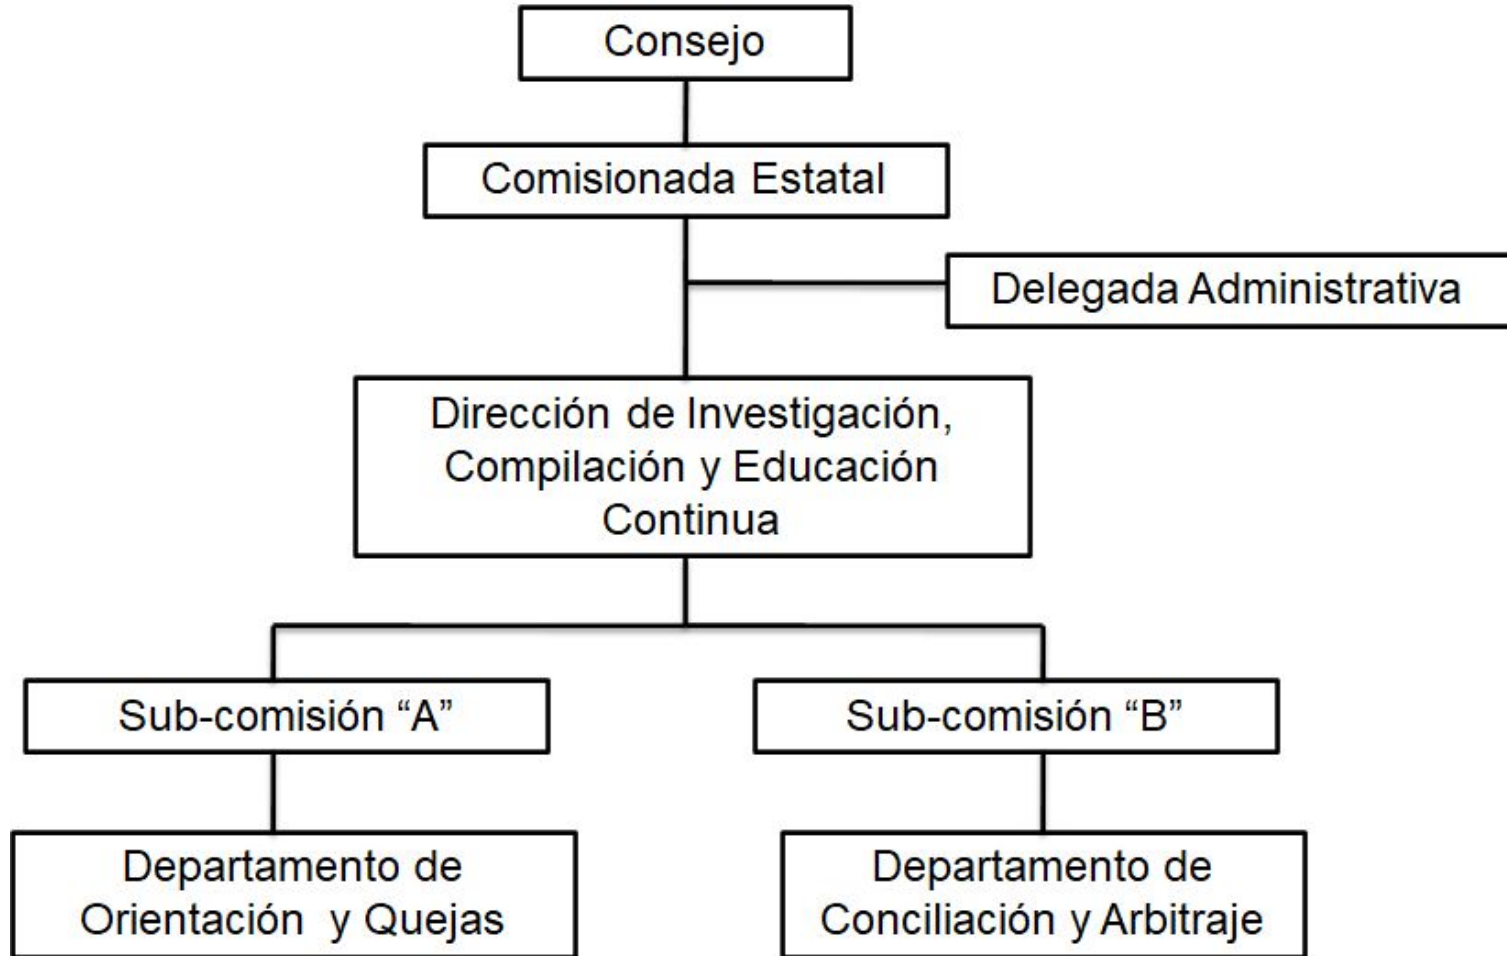 Consejo
Comisionada Estatal
Delegada Administrativa
Dirección de Investigación,
Compilación y Educación
Continua
Sub-comisión “A”
Sub-comisión “B”
Departamento de
Orientación y Quejas
Departamento de
Conciliación y Arbitraje